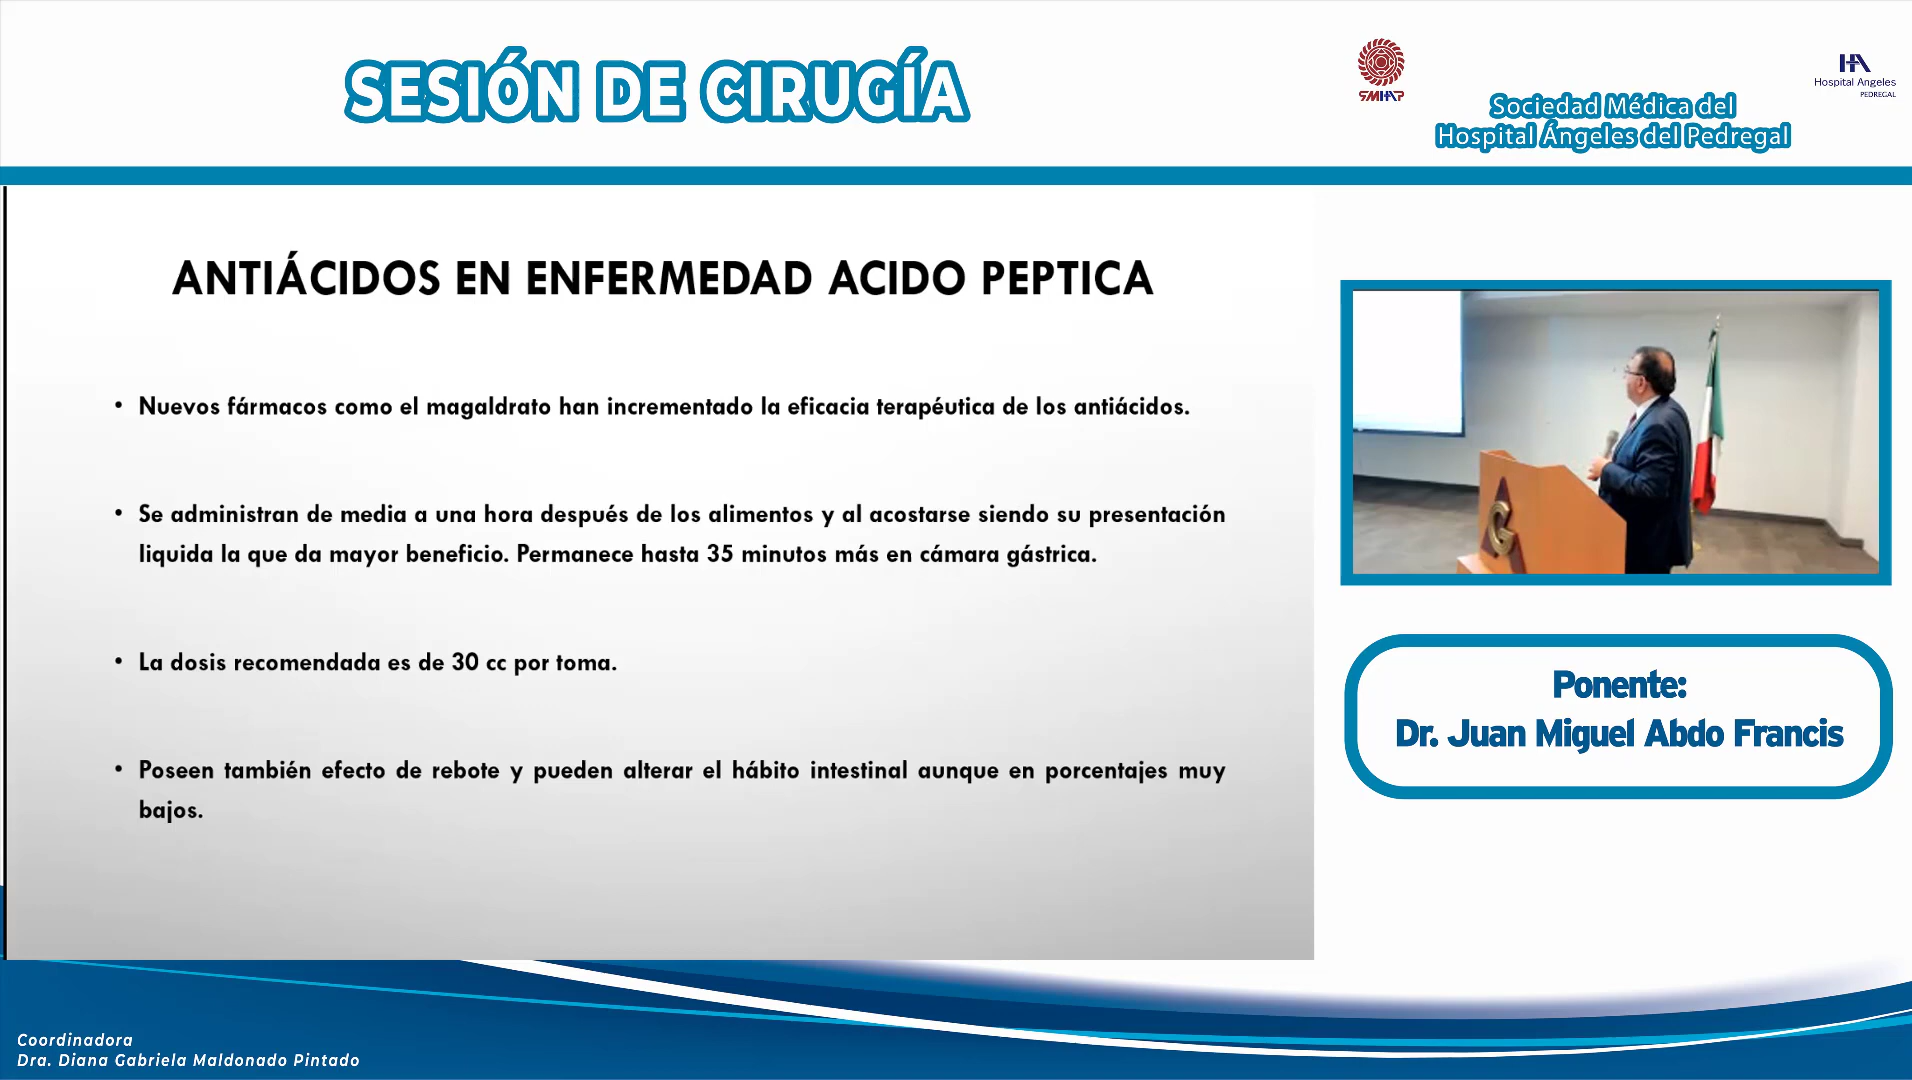 SESIÓN DE CIRUGÍA
SMHAP
Sociedad Médica del
Hospital Ángeles del Pedregal
HA
Hospital Angeles
PEDREGAL
ANTIÁCIDOS EN ENFERMEDAD ACIDO PEPTICA
• Nuevos fármacos como el magaldrato han incrementado la eficacia terapéutica de los antiácidos.
• Se administran de media a una hora después de los alimentos y al acostarse siendo su presentación
liquida la que da mayor beneficio. Permanece hasta 35 minutos más en cámara gástrica.
• La dosis recomendada es de 30 cc por toma.
• Poseen también efecto de rebote y pueden alterar el hábito intestinal aunque en porcentajes muy
bajos.
G
Ponente:
Dr. Juan Miguel Abdo Francis
Coordinadora
Dra. Diana Gabriela Maldonado Pintado